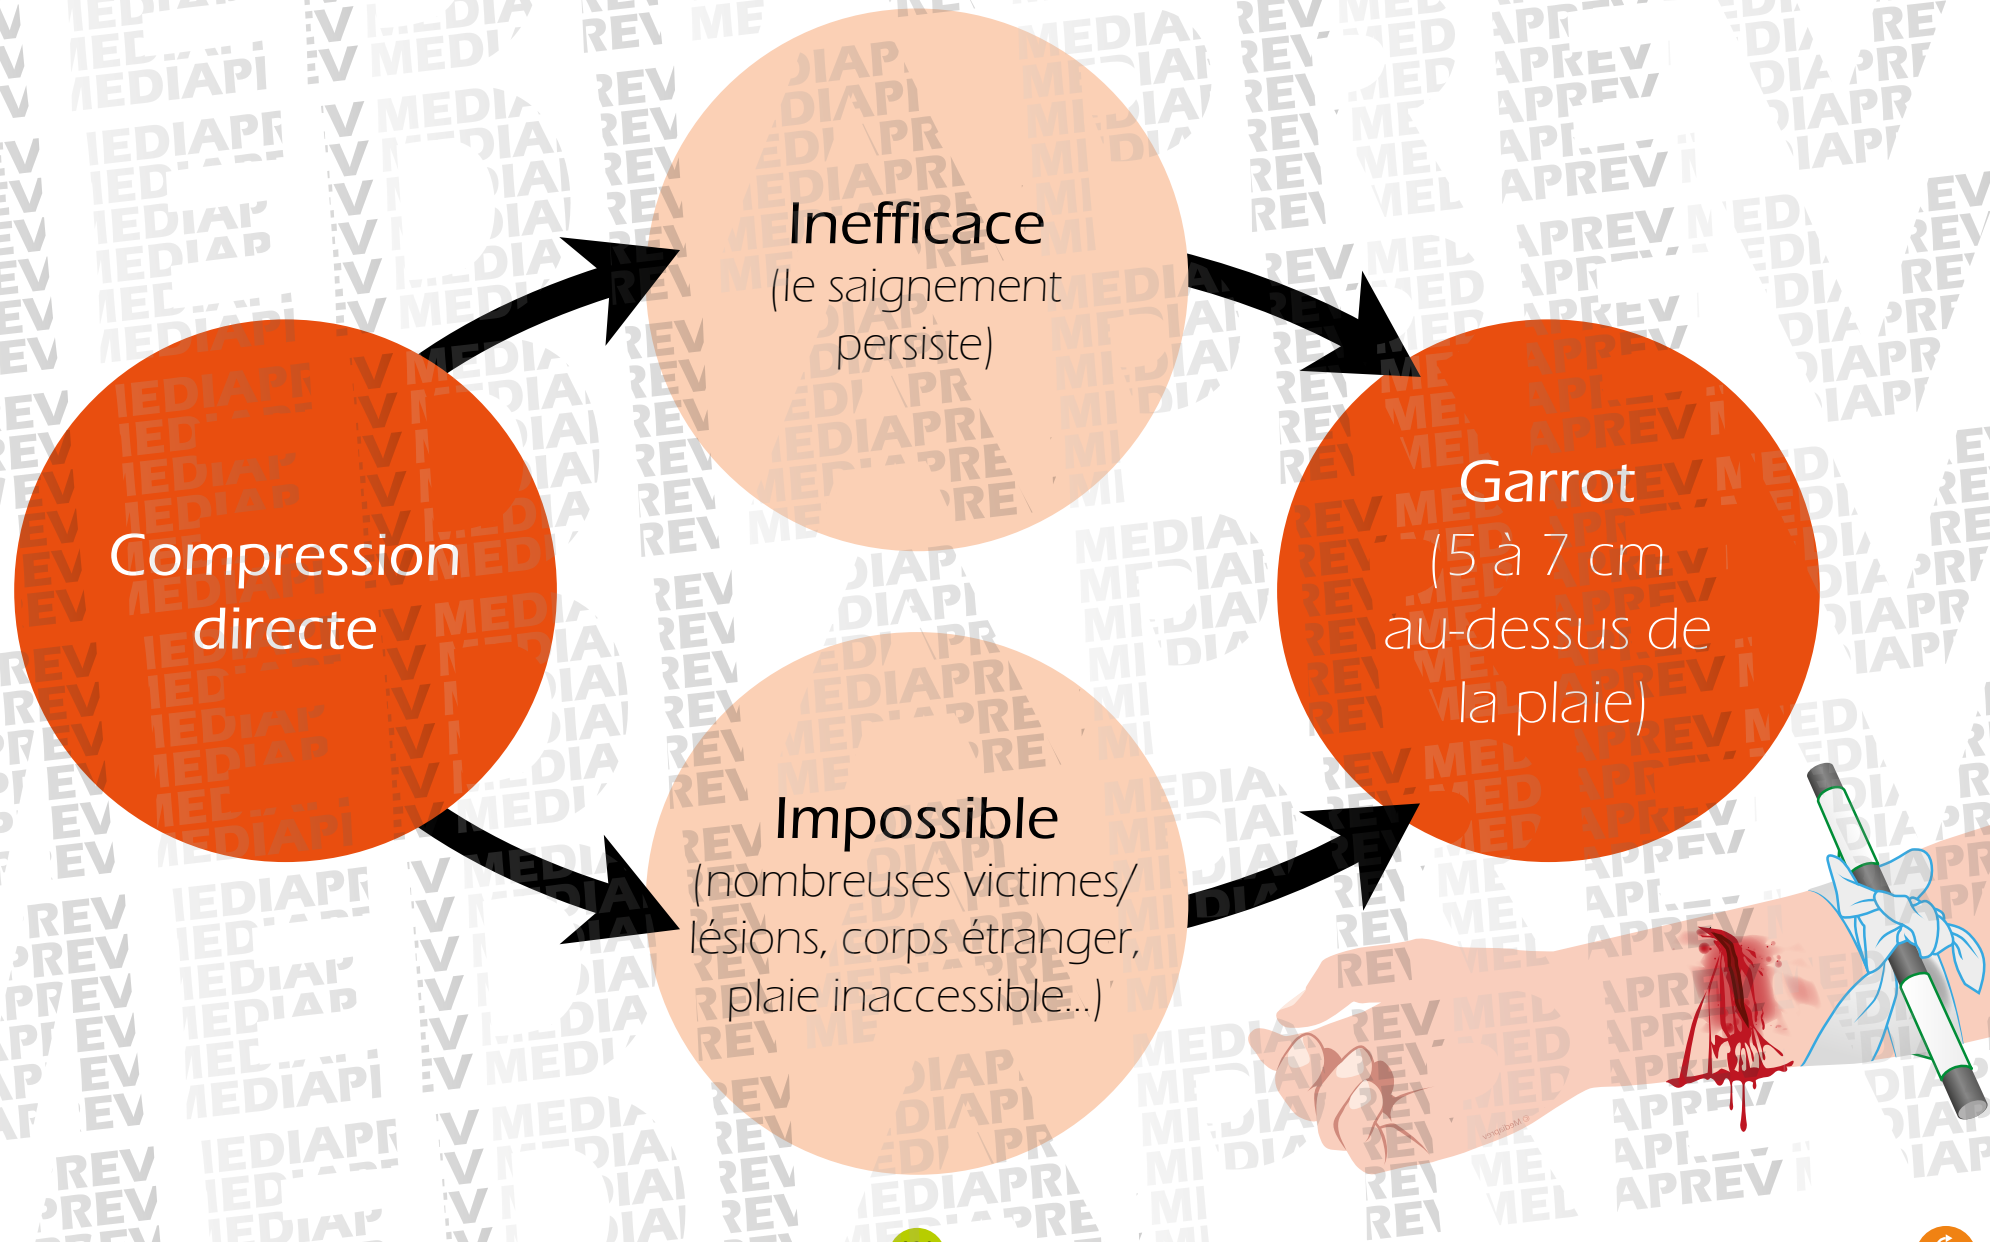 Compression
directe
Inefficace
(le saignement
persiste)
Impossible
(nombreuses victimes/
lésions, corps étranger,
plaie inaccessible...)
Garrot
(5 à 7 cm
au-dessus de
la plaie)
© Médiaprev